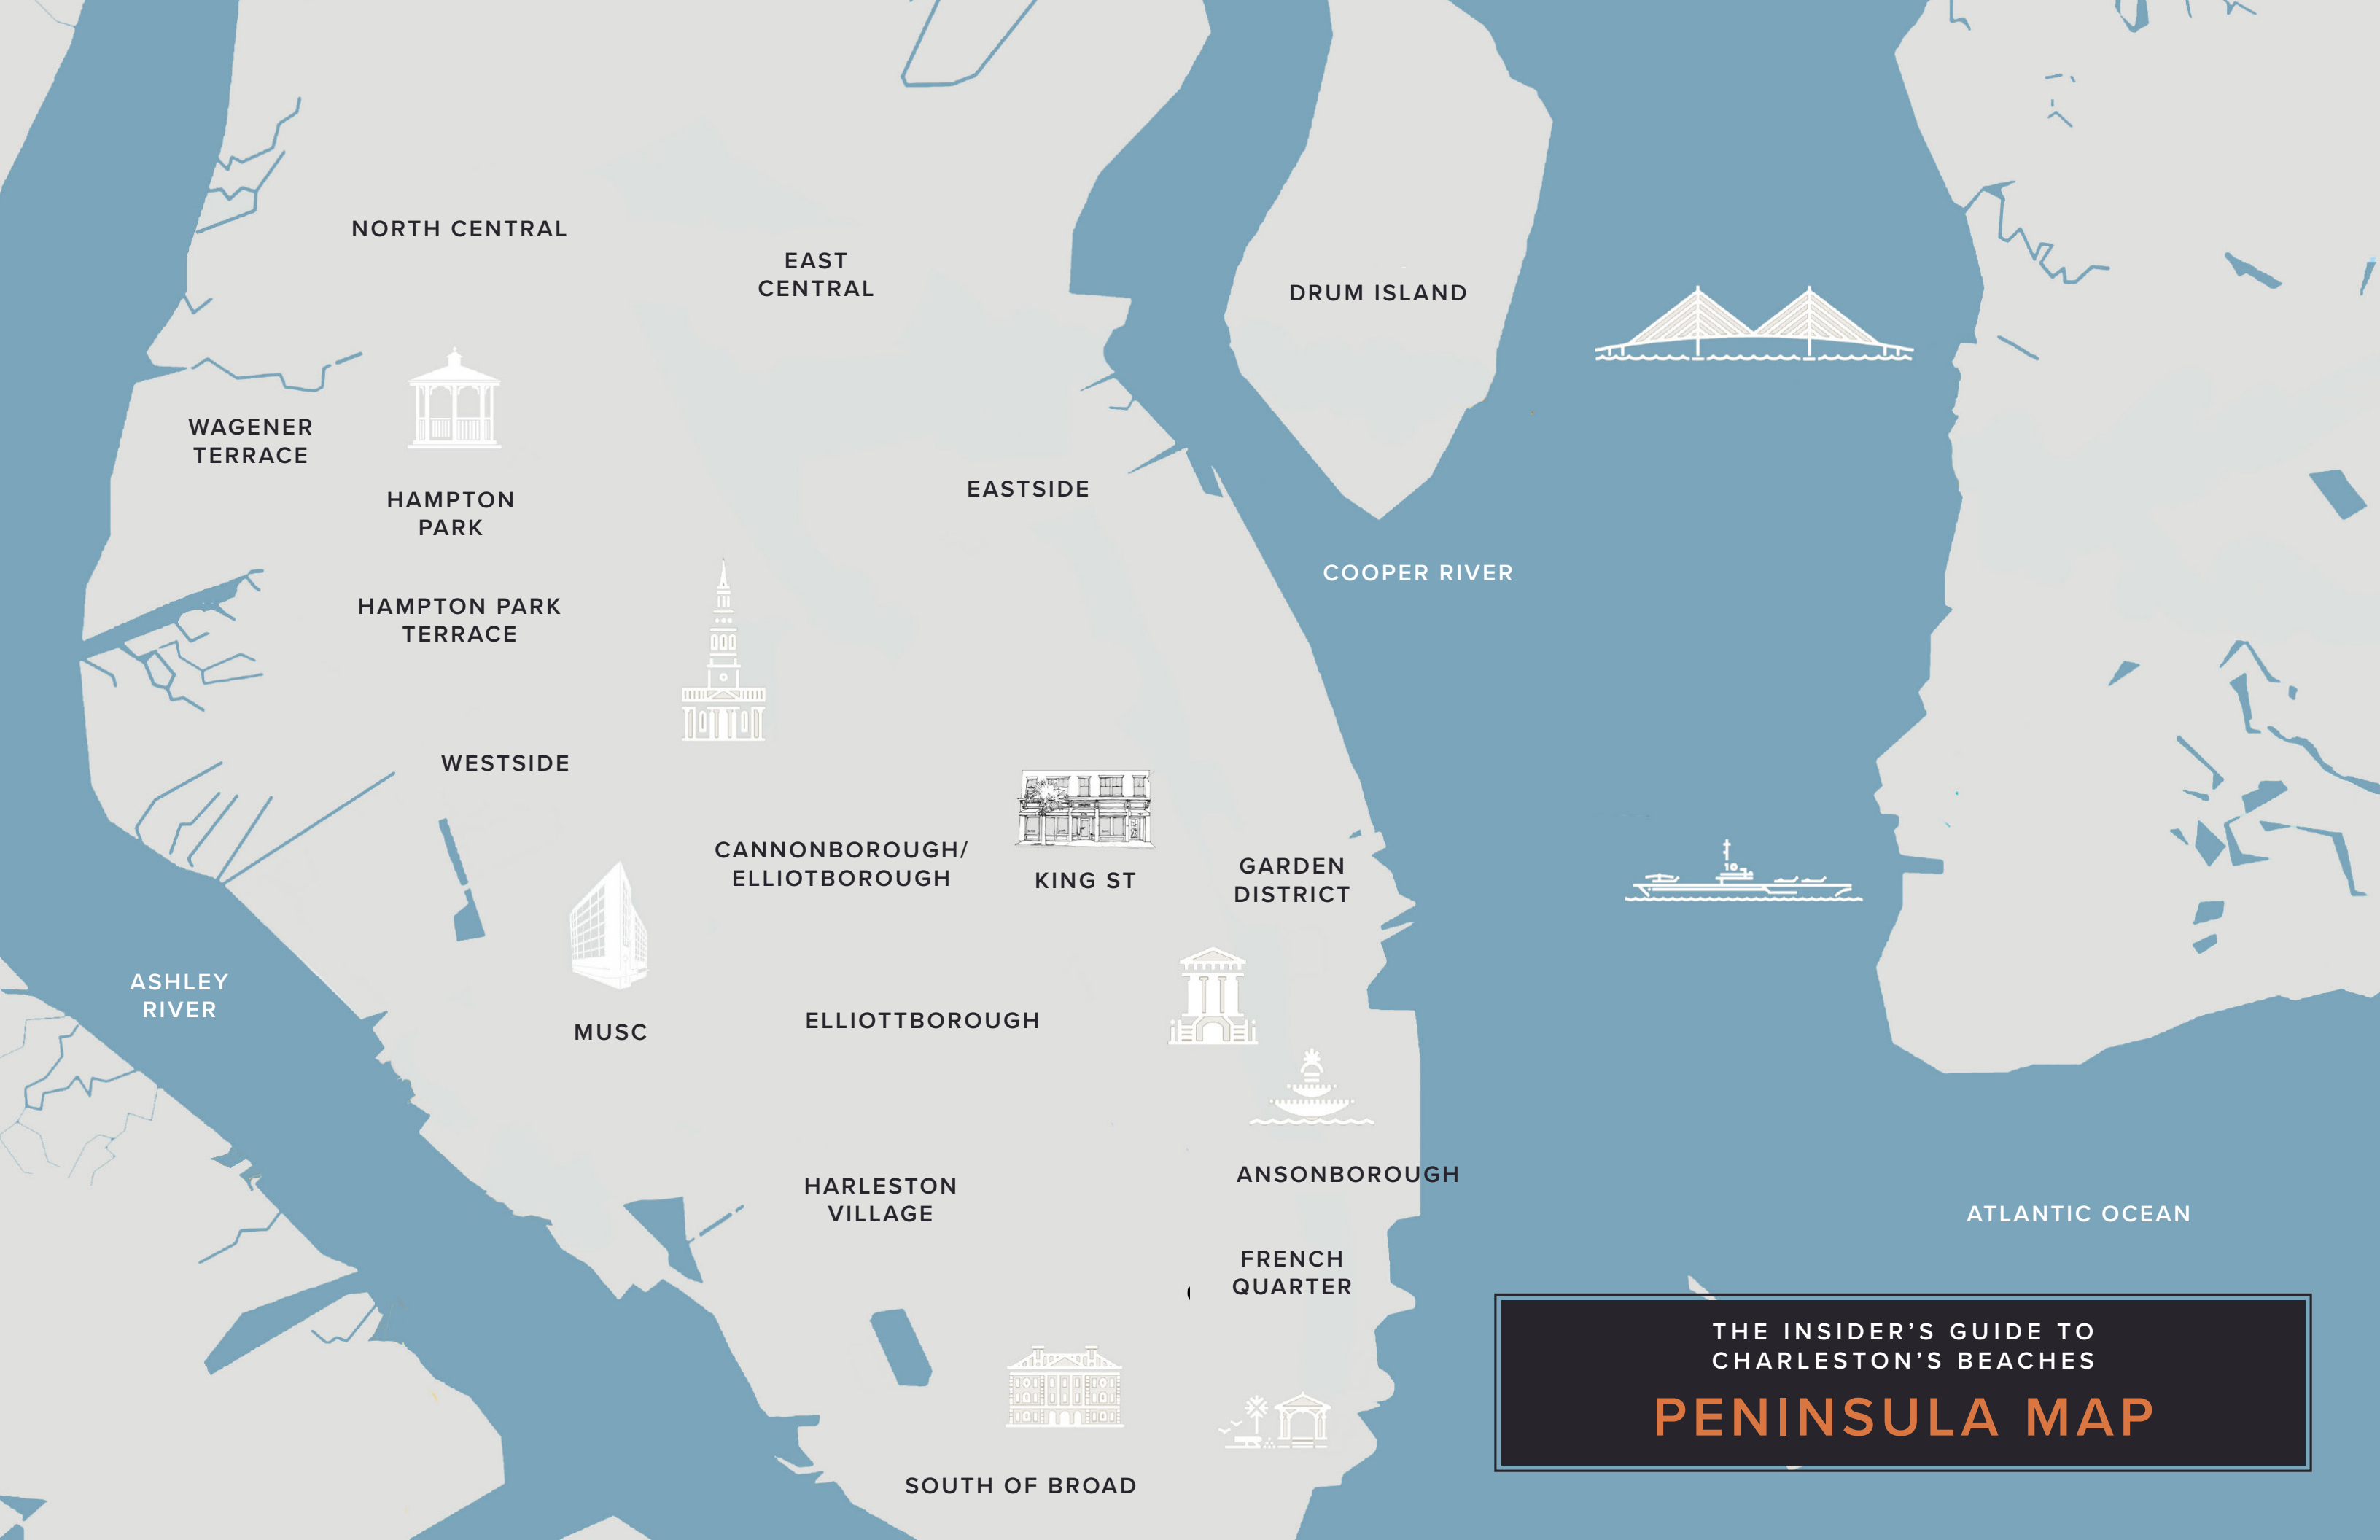 NORTH CENTRAL
EAST
CENTRAL
DRUM ISLAND
WAGENER
TERRACE
HAMPTON
PARK
EASTSIDE
COOPER RIVER
HAMPTON PARK
TERRACE
WESTSIDE
CANNONBOROUGH/
ELLIOTBOROUGH
KING ST
GARDEN
DISTRICT
10
ASHLEY
RIVER
MUSC
ELLIOTTBOROUGH
ANSONBOROUGH
HARLESTON
VILLAGE
ATLANTIC OCEAN
FRENCH
QUARTER
SOUTH OF BROAD
THE INSIDER’S GUIDE TO
CHARLESTON’S BEACHES
PENINSULA MAP